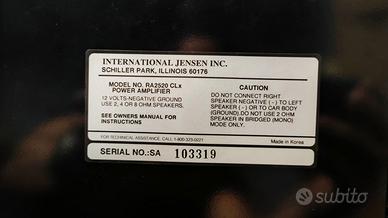 INTERNATIONAL JENSEN INC.
SCHILLER PARK, ILLINOIS 60176
MODEL NO. RA2520 CLx
POWER AMPLIFIER
12 VOLTS-NEGATIVE GROUND
USE 2, 4 OR 8 OHM SPEAKERS.
SEE OWNERS MANUAL FOR
INSTRUCTIONS
CAUTION
DO NOT CONNECT RIGHT
SPEAKER NEGATIVE (-) TO LEFT
SPEAKER (-) OR TO CAR BODY
(GROUND). DO NOT USE 2 OHM
SPEAKER IN BRIDGED (MONO)
MODE ONLY.
FOR TECHNICAL ASSISTANCE, CALL 1-800-323-0221
Made in Korea
SERIAL NO.:SA 103319
subito